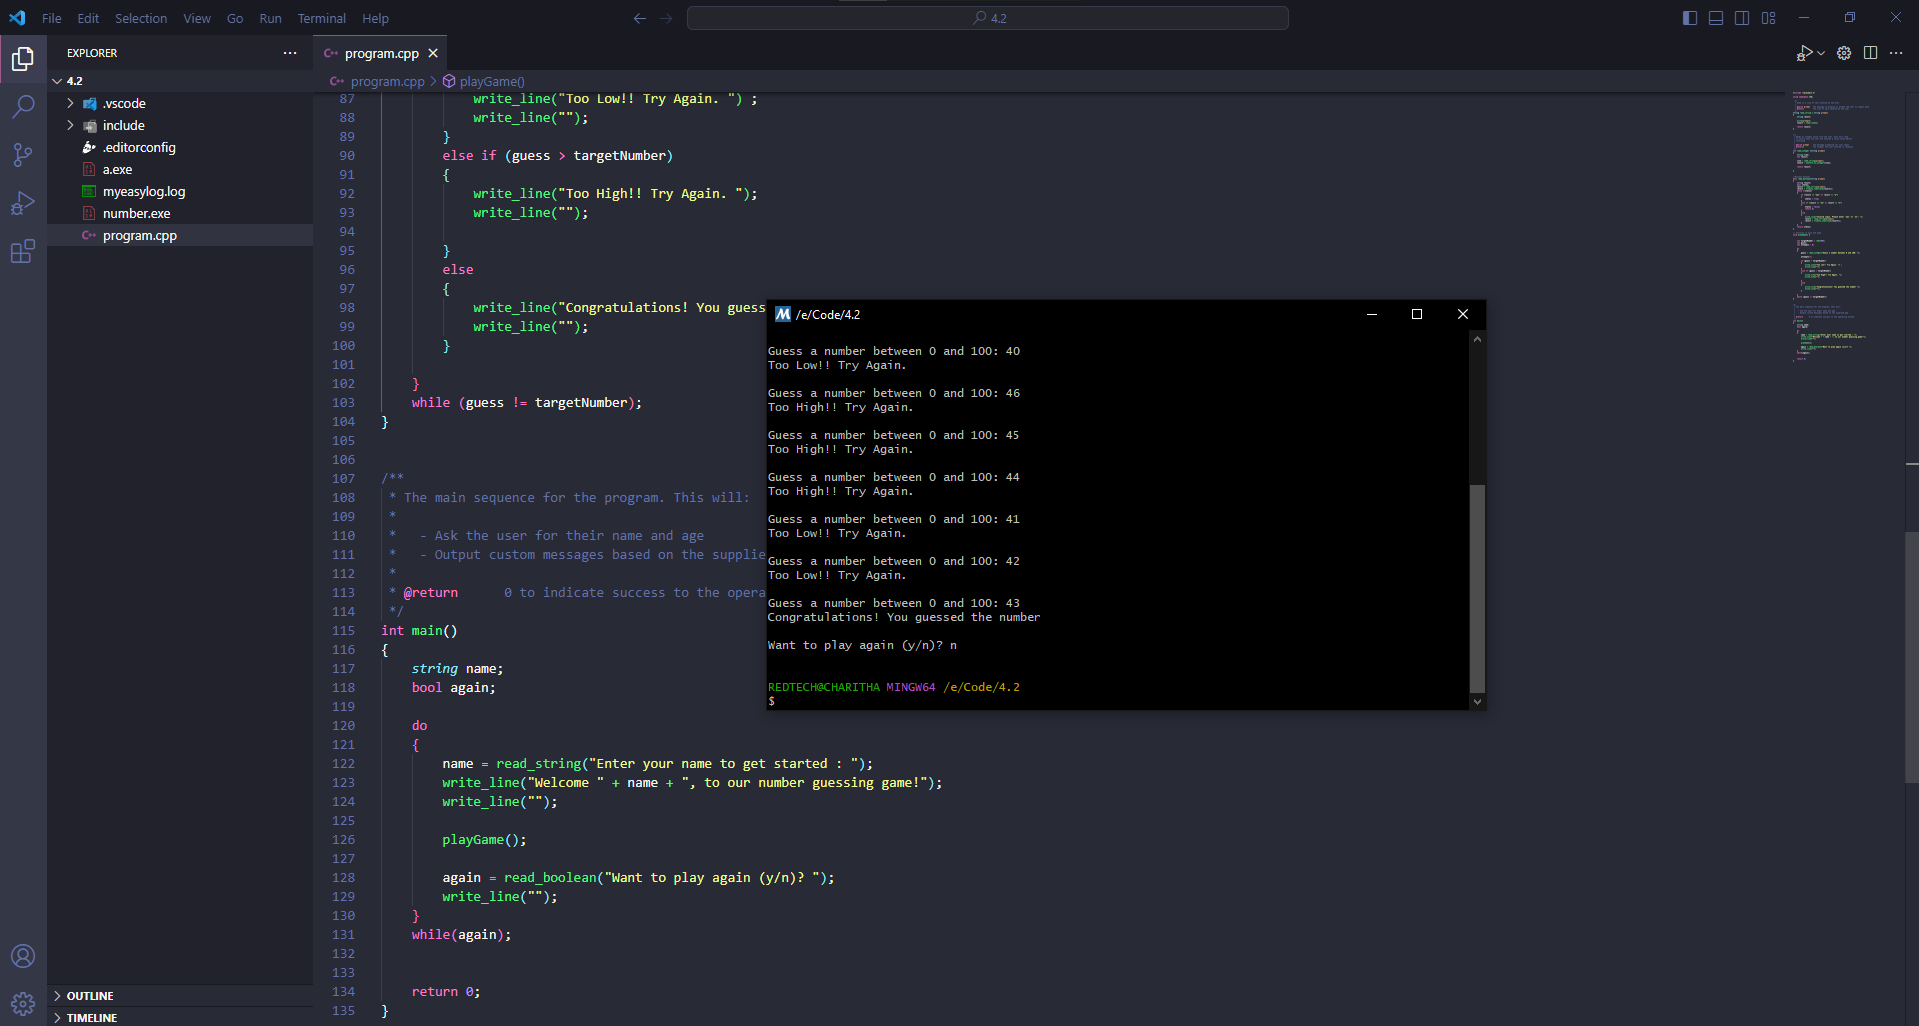 File Edit Selection View Go Run Terminal Help
4.2
EXPLORER
program.cpp
4.2
program.cpp > playGame()
.vscode
include
.editorconfig
a.exe
myeasylog.log
number.exe
program.cpp
OUTLINE
TIMELINE
87 write_line("Too Low!! Try Again. ") ;
88 write_line("");
89 }
90 else if (guess > targetNumber)
91 {
92 write_line("Too High!! Try Again. ");
93 write_line("");
94
95 }
96 else
97 {
98 write_line("Congratulations! You guess
99 write_line("");
100 }
101
102 }
103 while (guess != targetNumber);
104 }
105
106
107 /**
108 * The main sequence for the program. This will:
109 *
110 * - Ask the user for their name and age
111 * - Output custom messages based on the supplie
112 *
113 * @return 0 to indicate success to the opera
114 */
115 int main()
116 {
117 string name;
118 bool again;
119
120 do
121 {
122 name = read_string("Enter your name to get started : ");
123 write_line("Welcome " + name + ", to our number guessing game!");
124 write_line("");
125
126 playGame();
127
128 again = read_boolean("Want to play again (y/n)? ");
129 write_line("");
130 }
131 while(again);
132
133
134 return 0;
135 }
/e/Code/4.2
Guess a number between 0 and 100: 40
Too Low!! Try Again.
Guess a number between 0 and 100: 46
Too High!! Try Again.
Guess a number between 0 and 100: 45
Too High!! Try Again.
Guess a number between 0 and 100: 44
Too High!! Try Again.
Guess a number between 0 and 100: 41
Too Low!! Try Again.
Guess a number between 0 and 100: 42
Too Low!! Try Again.
Guess a number between 0 and 100: 43
Congratulations! You guessed the number
Want to play again (y/n)? n
REDTECH@CHARITHA MINGW64 /e/Code/4.2
$